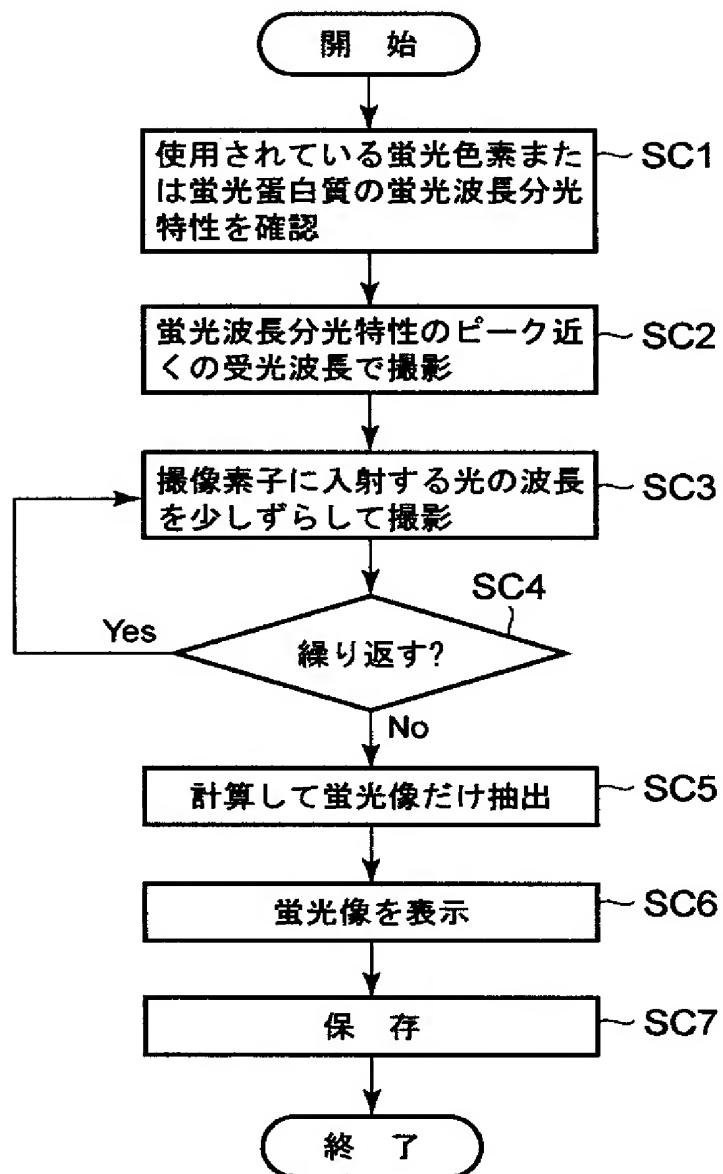 開 始
使用されている蛍光色素また
は蛍光蛋白質の蛍光波長分光
特性を確認
SC1
蛍光波長分光特性のピーク近
くの受光波長で撮影
SC2
撮像素子に入射する光の波長
を少しずらして撮影
SC3
SC4
繰り返す?
Yes
No
計算して蛍光像だけ抽出
SC5
蛍光像を表示
SC6
保 存
SC7
終 了